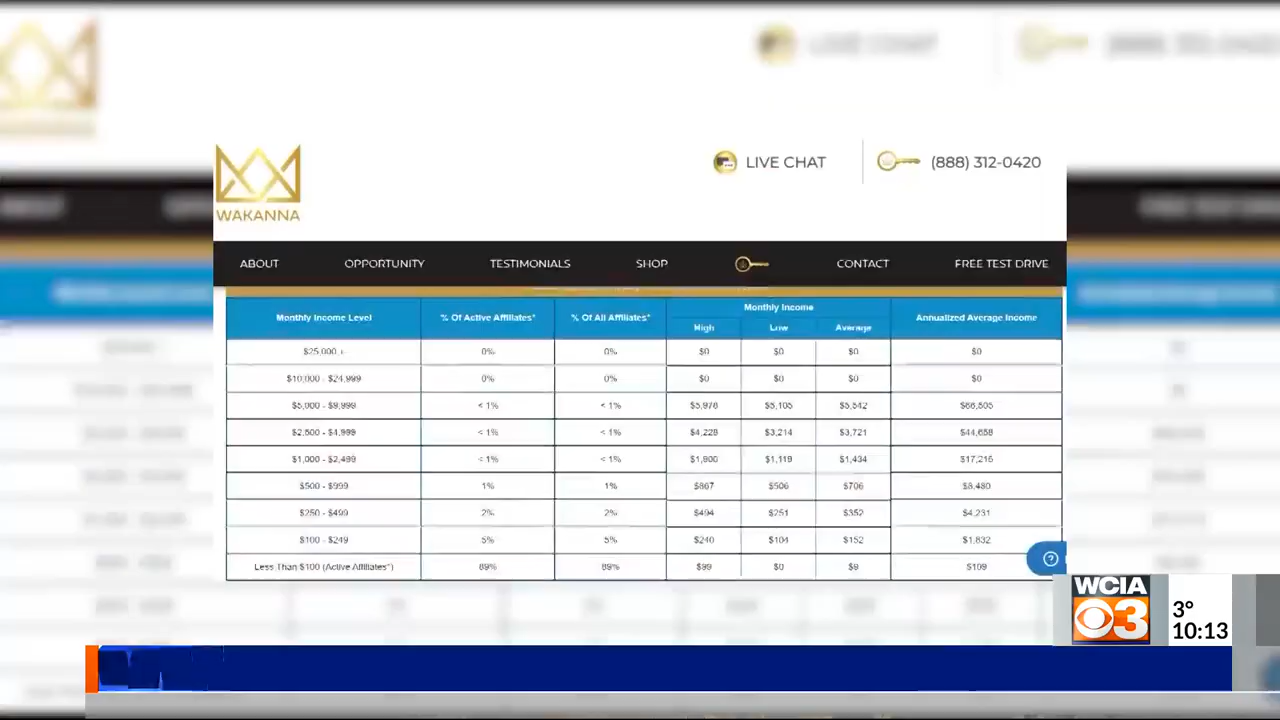 LIVE CHAT
(888) 312-0420
WAKANNA
ABOUT OPPORTUNITY TESTIMONIALS SHOP CONTACT FREE TEST DRIVE
Monthly Income Level % Of Active Affiliates* % Of All Affiliates* Monthly Income Annualized Average Income
High Low Average
$25,000 + 0% 0% $0 $0 $0 $0
$10,000 - $24,999 0% 0% $0 $0 $0 $0
$5,000 - $9,999 < 1% < 1% $5,978 $5,105 $5,542 $66,505
$2,500 - $4,999 < 1% < 1% $4,228 $3,214 $3,721 $44,658
$1,000 - $2,499 < 1% < 1% $1,900 $1,119 $1,434 $17,215
$500 - $999 1% 1% $867 $506 $706 $8,480
$250 - $499 2% 2% $494 $251 $352 $4,231
$100 - $249 5% 5% $240 $104 $152 $1,832
Less Than $100 (Active Affiliates*) 89% 89% $99 $0 $9 $109
WCIA
3
3°
10:13